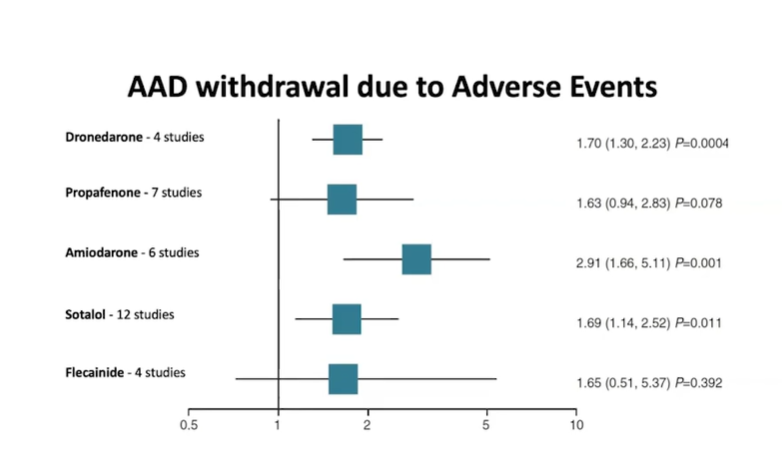 AAD withdrawal due to Adverse Events
Dronedarone - 4 studies 1.70 (1.30, 2.23) P=0.0004
Propafenone - 7 studies 1.63 (0.94, 2.83) P=0.078
Amiodarone - 6 studies 2.91 (1.66, 5.11) P=0.001
Sotalol - 12 studies 1.69 (1.14, 2.52) P=0.011
Flecainide - 4 studies 1.65 (0.51, 5.37) P=0.392
0.5 1 2 5 10